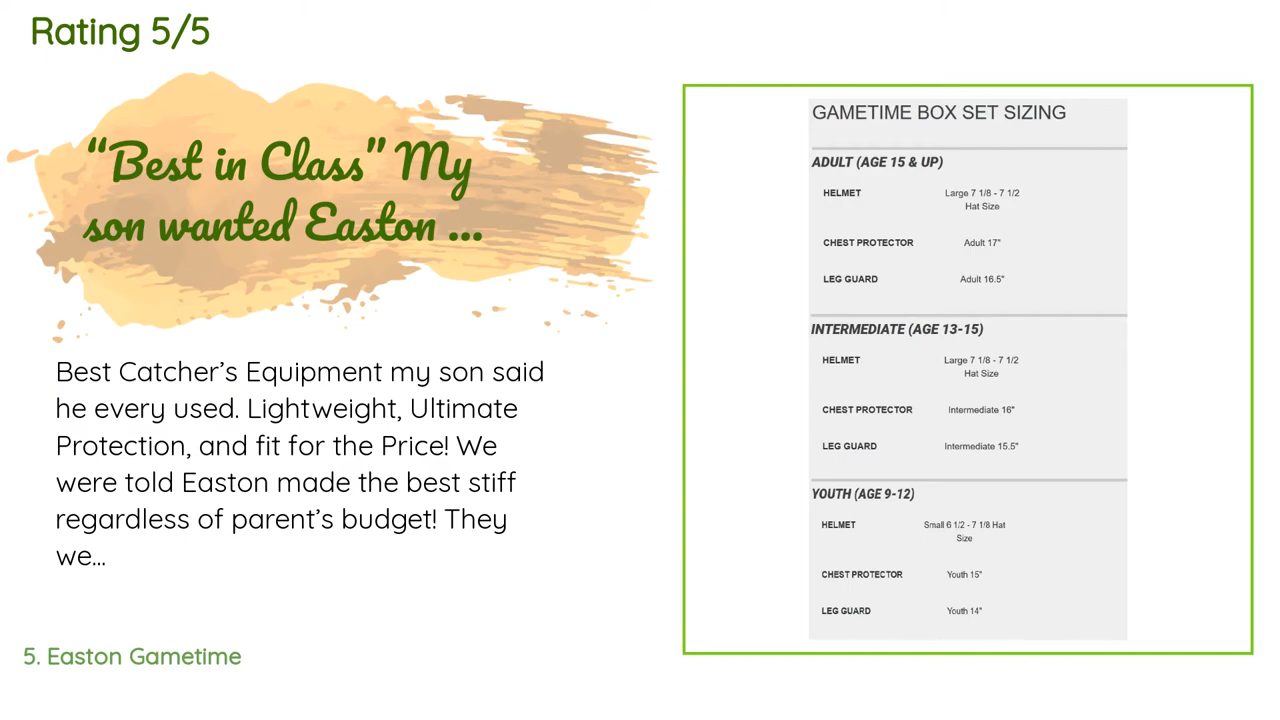 Rating 5/5
“Best in Class” My
son wanted Easton ...
Best Catcher’s Equipment my son said
he every used. Lightweight, Ultimate
Protection, and fit for the Price! We
were told Easton made the best stiff
regardless of parent’s budget! They
we...
5. Easton Gametime
GAMETIME BOX SET SIZING
ADULT (AGE 15 & UP)
HELMET Large 7 1/8 - 7 1/2
Hat Size
CHEST PROTECTOR Adult 17"
LEG GUARD Adult 16.5"
INTERMEDIATE (AGE 13-15)
HELMET Large 7 1/8 - 7 1/2
Hat Size
CHEST PROTECTOR Intermediate 16"
LEG GUARD Intermediate 15.5"
YOUTH (AGE 9-12)
HELMET Small 6 1/2 - 7 1/8 Hat
Size
CHEST PROTECTOR Youth 15"
LEG GUARD Youth 14"